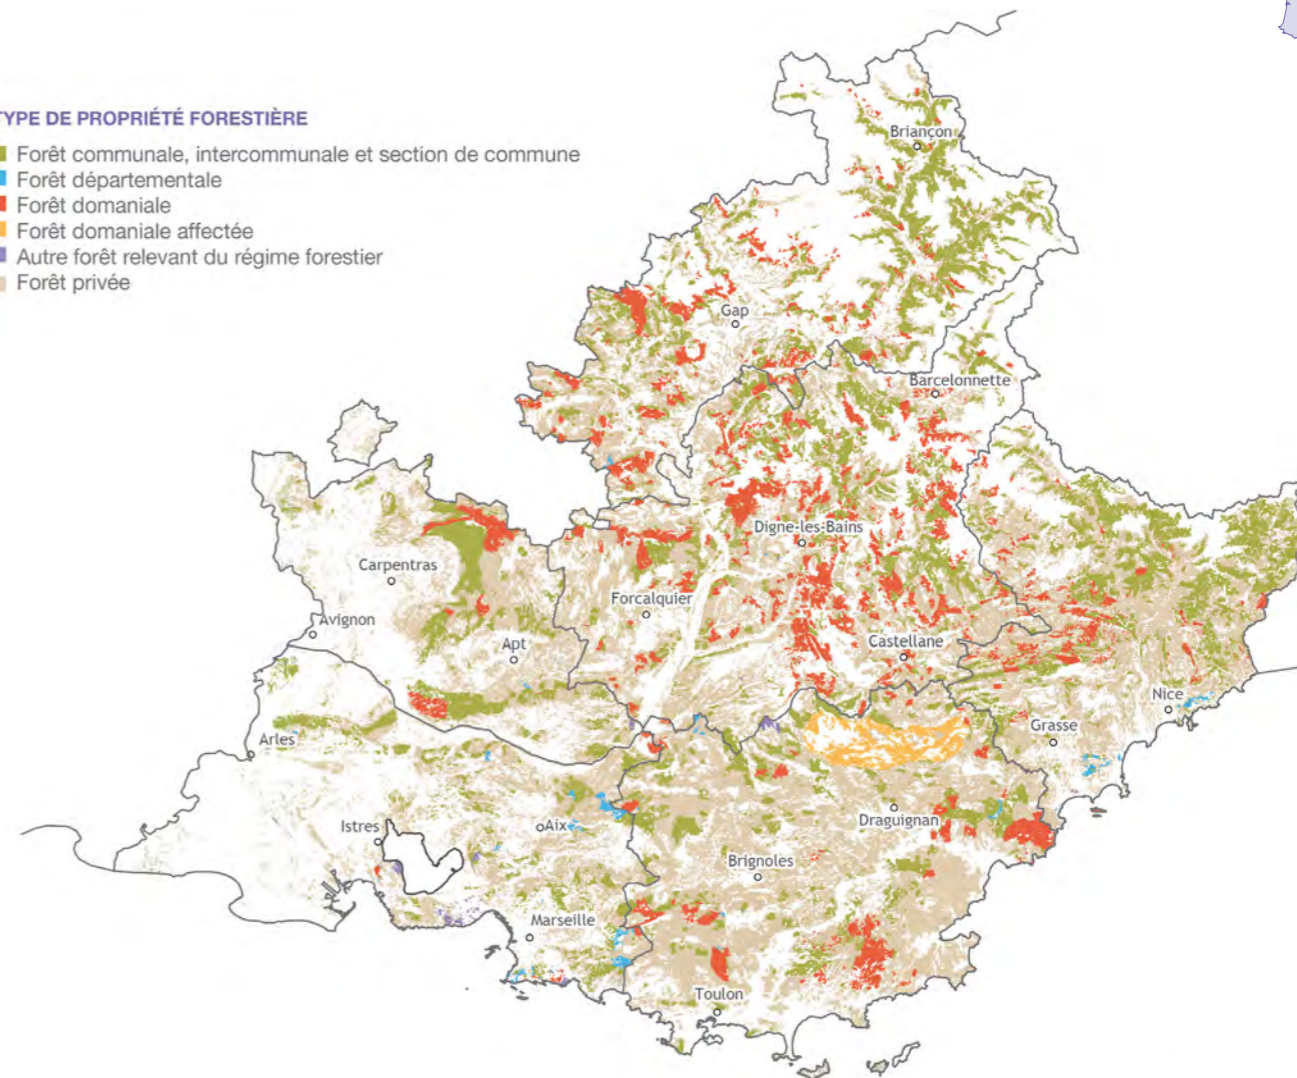 TYPE DE PROPRIÉTÉ FORESTIÈRE
Forêt communale, intercommunale et section de commune
Forêt départementale
Forêt domaniale
Forêt domaniale affectée
Autre forêt relevant du régime forestier
Forêt privée
Briançon
Gap
Barcelonnette
Digne-les-Bains
Carpentras
Forcalquier
Avignon
Apt
Castellane
Nice
Grasse
Arles
Istres
Aix
Draguignan
Brignoles
Marseille
Toulon